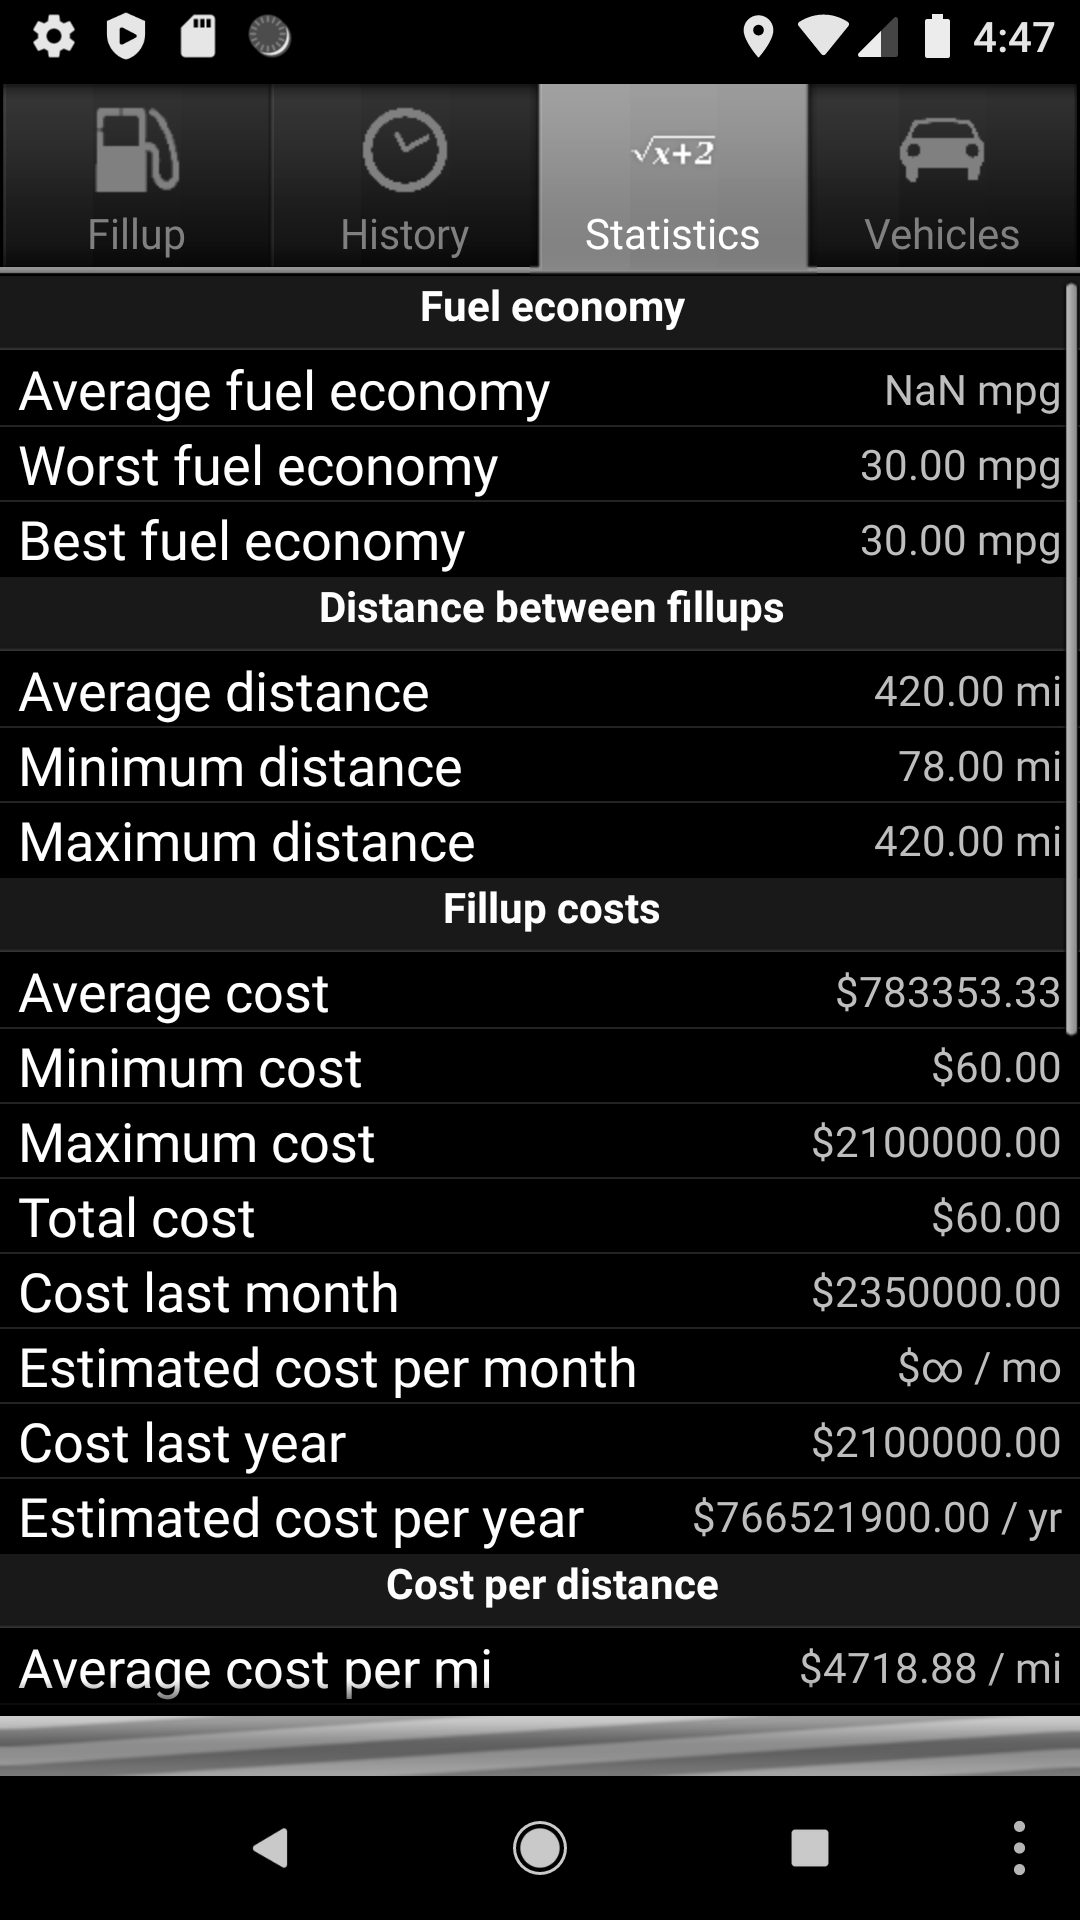 4:47
Fillup
History
√x+2
Statistics
Vehicles
Fuel economy
Average fuel economy NaN mpg
Worst fuel economy 30.00 mpg
Best fuel economy 30.00 mpg
Distance between fillups
Average distance 420.00 mi
Minimum distance 78.00 mi
Maximum distance 420.00 mi
Fillup costs
Average cost $783353.33
Minimum cost $60.00
Maximum cost $2100000.00
Total cost $60.00
Cost last month $2350000.00
Estimated cost per month $∞ / mo
Cost last year $2100000.00
Estimated cost per year $766521900.00 / yr
Cost per distance
Average cost per mi $4718.88 / mi